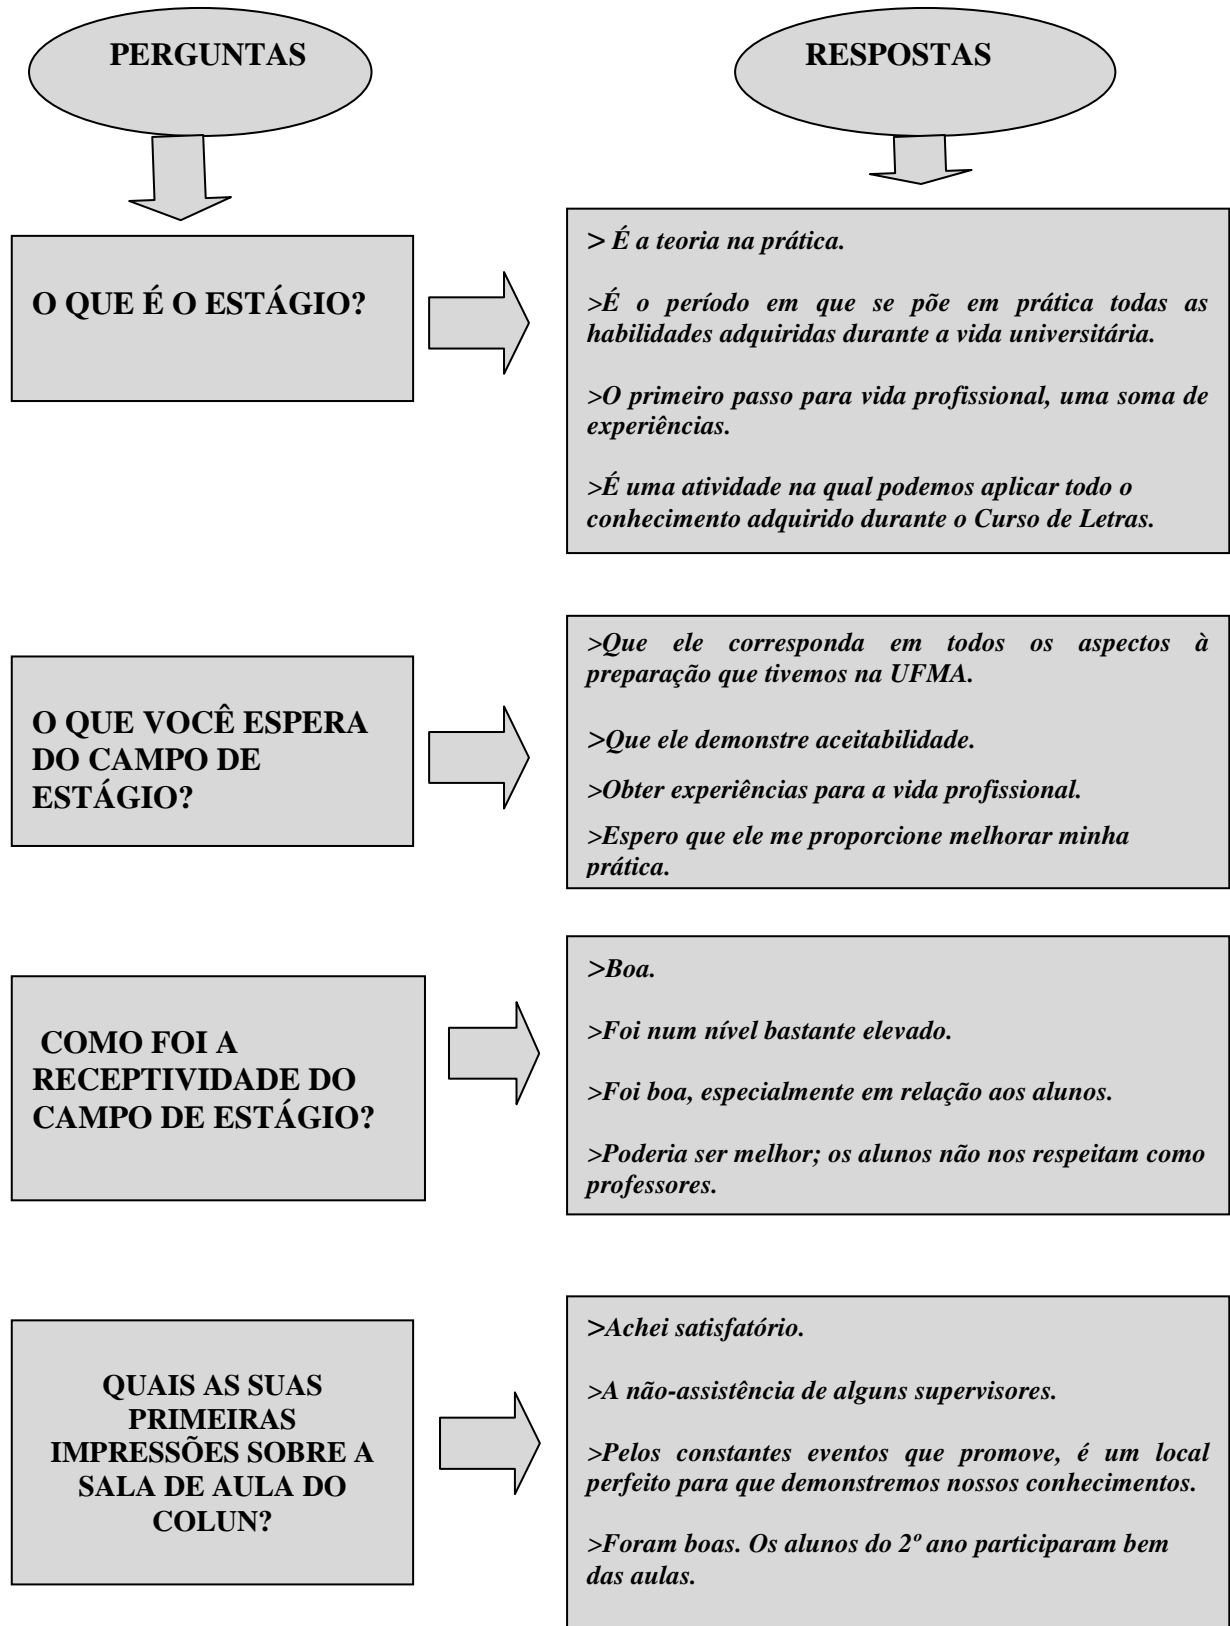 PERGUNTAS
RESPOSTAS
O QUE É O ESTÁGIO?
> É a teoria na prática.
>É o período em que se põe em prática todas as
habilidades adquiridas durante a vida universitária.
>O primeiro passo para vida profissional, uma soma de
experiências.
>É uma atividade na qual podemos aplicar todo o
conhecimento adquirido durante o Curso de Letras.
O QUE VOCÊ ESPERA
DO CAMPO DE
ESTÁGIO?
>Que ele corresponda em todos os aspectos à
preparação que tivemos na UFMA.
>Que ele demonstre aceitabilidade.
>Obter experiências para a vida profissional.
>Espero que ele me proporcione melhorar minha
prática.
COMO FOI A
RECEPTIVIDADE DO
CAMPO DE ESTÁGIO?
>Boa.
>Foi num nível bastante elevado.
>Foi boa, especialmente em relação aos alunos.
>Poderia ser melhor; os alunos não nos respeitam como
professores.
QUAIS AS SUAS
PRIMEIRAS
IMPRESSÕES SOBRE A
SALA DE AULA DO
COLUN?
>Achei satisfatório.
>A não-assistência de alguns supervisores.
>Pelos constantes eventos que promove, é um local
perfeito para que demonstremos nossos conhecimentos.
>Foram boas. Os alunos do 2º ano participaram bem
das aulas.